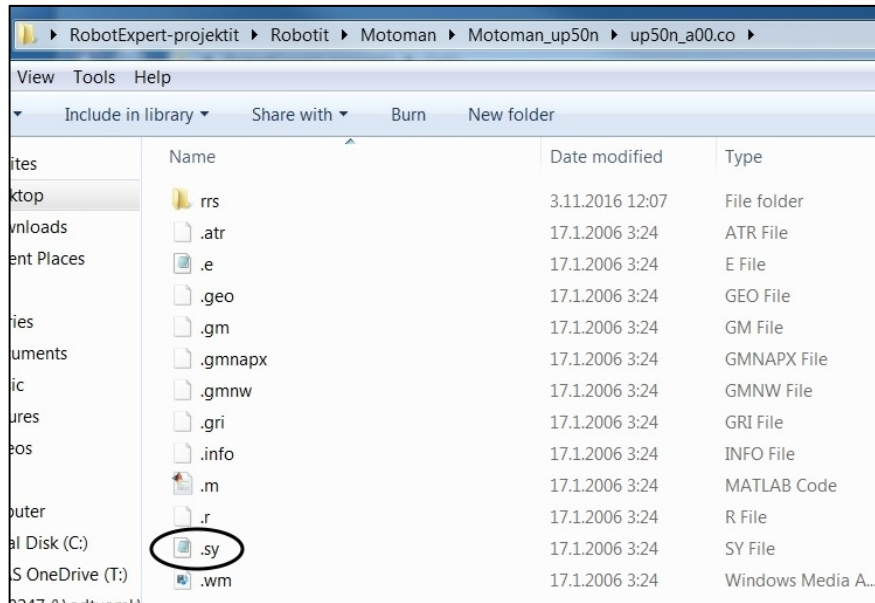 RobotExpert-projektit ▸ Robotit ▸ Motoman ▸ Motoman_up50n ▸ up50n_a00.co ▸
View Tools Help
Include in library Share with Burn New folder
Name Date modified Type
ites
ktop
wnloads
ent Places
ries
uments
ic
ures
eos
puter
al Disk (C:)
S OneDrive (T:)
rrs 3.11.2016 12:07 File folder
.atr 17.1.2006 3:24 ATR File
.e 17.1.2006 3:24 E File
.geo 17.1.2006 3:24 GEO File
.gm 17.1.2006 3:24 GM File
.gmnapx 17.1.2006 3:24 GMNAPX File
.gmnw 17.1.2006 3:24 GMNW File
.gri 17.1.2006 3:24 GRI File
.info 17.1.2006 3:24 INFO File
.m 17.1.2006 3:24 MATLAB Code
.r 17.1.2006 3:24 R File
.sy 17.1.2006 3:24 SY File
.wm 17.1.2006 3:24 Windows Media A...